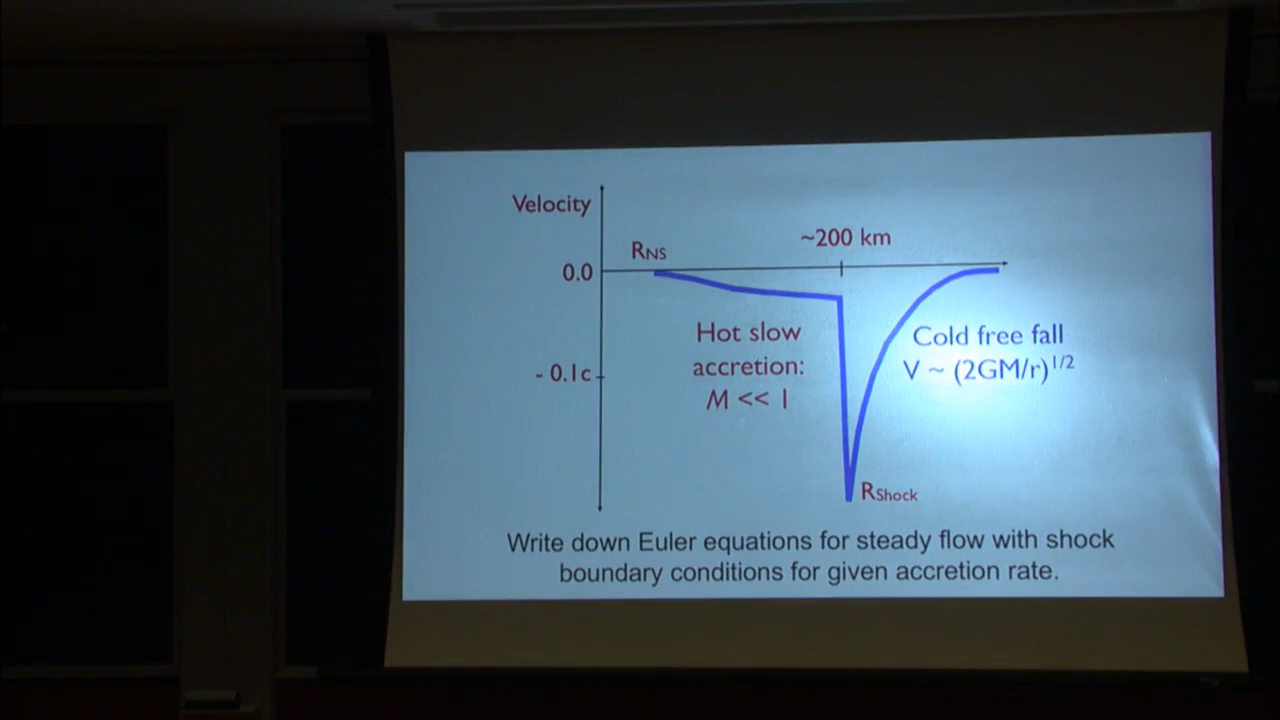 Velocity
RNS
~200 km
0.0
Hot slow
accretion:
M << 1
Cold free fall
V ~ (2GM/r)^1/2
- 0.1c
RShock
Write down Euler equations for steady flow with shock
boundary conditions for given accretion rate.